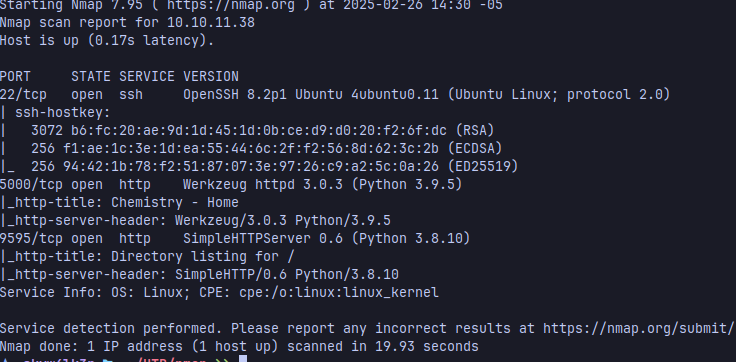 Starting Nmap 7.95 ( https://nmap.org ) at 2025-02-26 14:30 -05
Nmap scan report for 10.10.11.38
Host is up (0.17s latency).
PORT     STATE SERVICE VERSION
22/tcp   open  ssh     OpenSSH 8.2p1 Ubuntu 4ubuntu0.11 (Ubuntu Linux; protocol 2.0)
| ssh-hostkey:
|   3072 b6:fc:20:ae:9d:1d:45:1d:0b:ce:d9:d0:20:f2:6f:dc (RSA)
|   256 f1:ae:1c:3e:1d:ea:55:44:6c:2f:f2:56:8d:62:3c:2b (ECDSA)
|_  256 94:42:1b:78:f2:51:87:07:3e:97:26:c9:a2:5c:0a:26 (ED25519)
5000/tcp open  http    Werkzeug httpd 3.0.3 (Python 3.9.5)
|_http-title: Chemistry - Home
|_http-server-header: Werkzeug/3.0.3 Python/3.9.5
9595/tcp open  http    SimpleHTTPServer 0.6 (Python 3.8.10)
|_http-title: Directory listing for /
|_http-server-header: SimpleHTTP/0.6 Python/3.8.10
Service Info: OS: Linux; CPE: cpe:/o:linux:linux_kernel
Service detection performed. Please report any incorrect results at https://nmap.org/submit/
Nmap done: 1 IP address (1 host up) scanned in 19.93 seconds